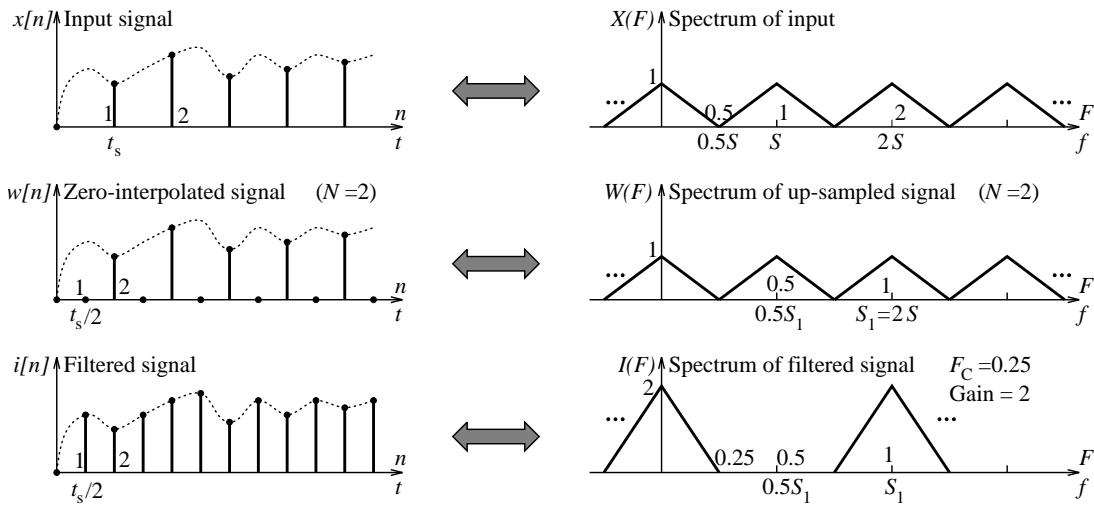 x[n] Input signal
1 2
n
t_s t
X(F) Spectrum of input
1
... 0.5 1 2 ...
F
0.5S S 2S f
w[n] Zero-interpolated signal (N =2)
1 2
n
t_s/2 t
W(F) Spectrum of up-sampled signal (N =2)
1
... 0.5 1 ...
F
0.5S_1 S_1=2S f
i[n] Filtered signal
1 2
n
t_s/2 t
I(F) Spectrum of filtered signal F_C =0.25
2 Gain = 2
... ...
0.25 0.5 1 F
0.5S_1 S_1 f